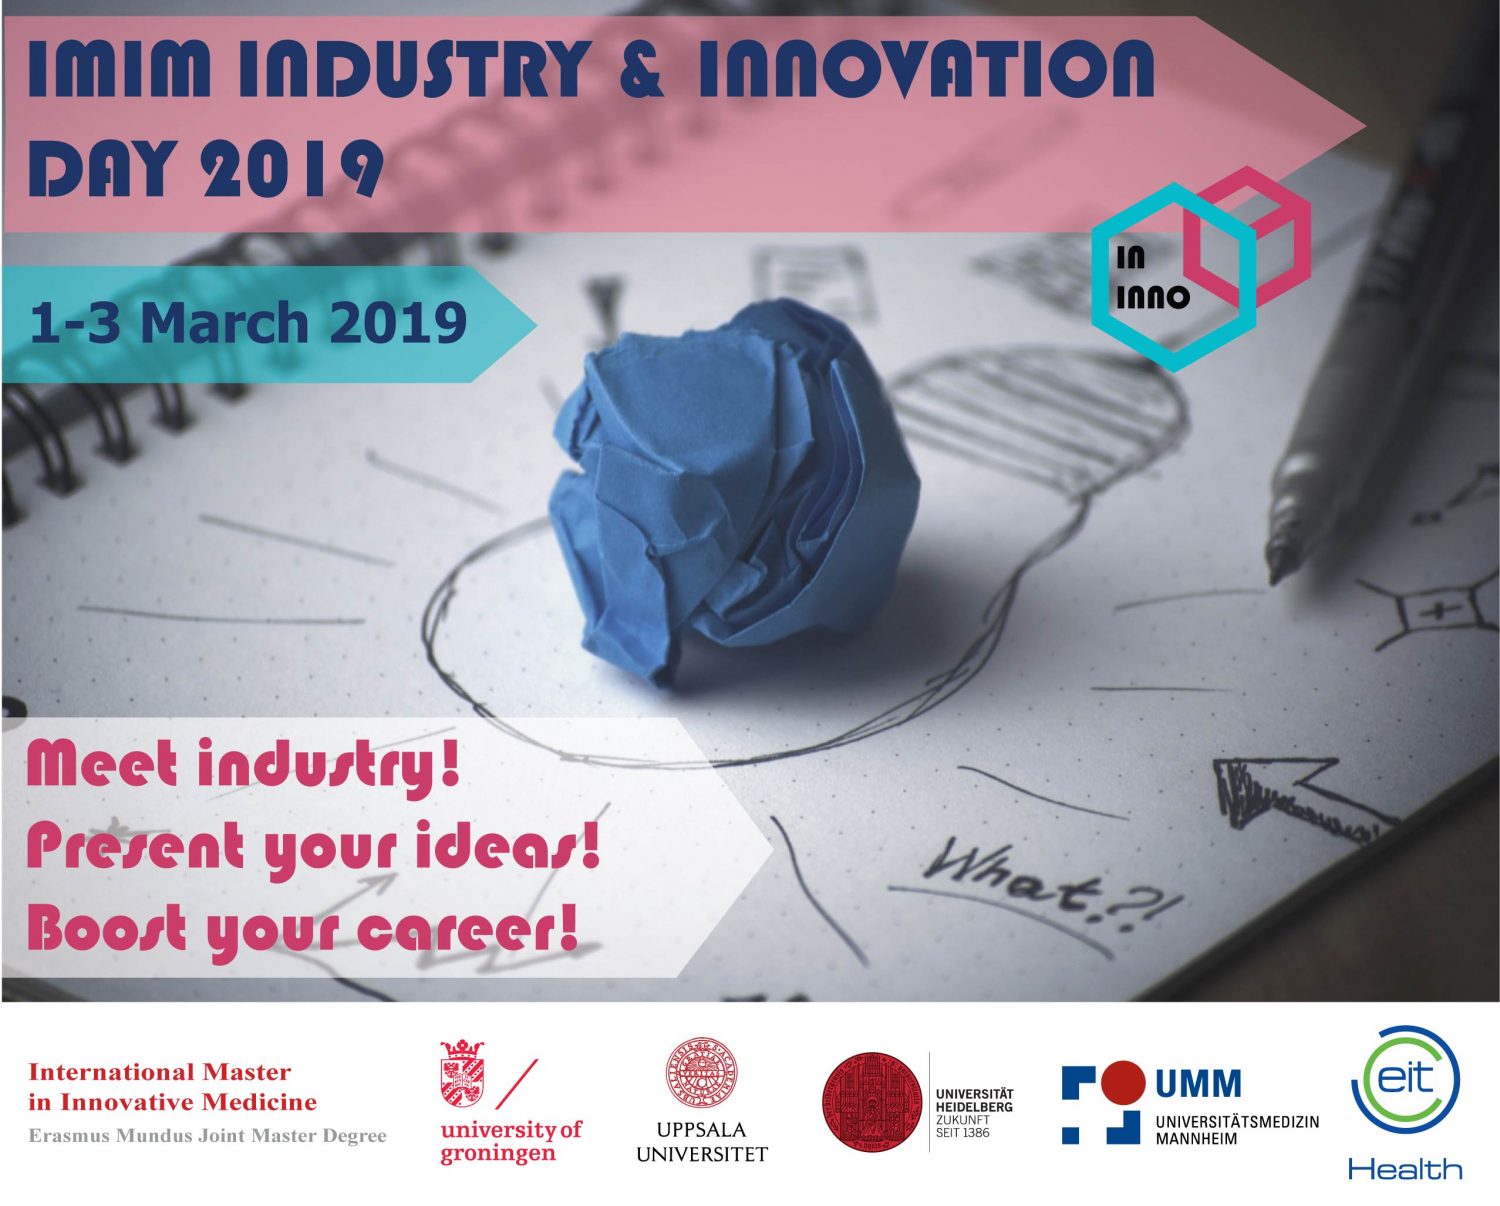 IMIM INDUSTRY & INNOVATION
DAY 2019
IN
INNO
1-3 March 2019
Meet industry!
Present your ideas!
Boost your career!
What?!
International Master
in Innovative Medicine
Erasmus Mundus Joint Master Degree
university of
groningen
UPPSALA
UNIVERSITET
UNIVERSITÄT
HEIDELBERG
ZUKUNFT
SEIT 1386
UMM
UNIVERSITÄTSMEDIZIN
MANNHEIM
eit
Health